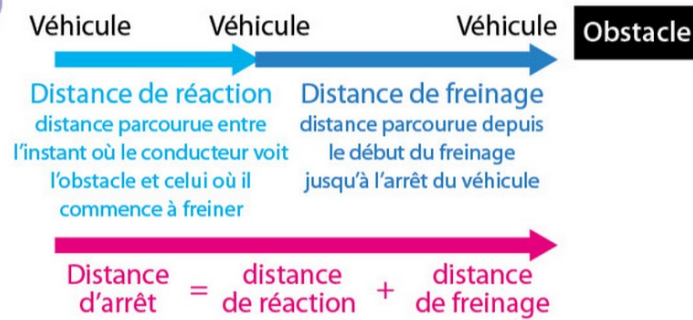 Véhicule Véhicule Véhicule Obstacle
Distance de réaction
distance parcourue entre
l'instant où le conducteur voit
l'obstacle et celui où il
commence à freiner
Distance de freinage
distance parcourue depuis
le début du freinage
jusqu'à l'arrêt du véhicule
Distance
d'arrêt
=
distance
de réaction
+
distance
de freinage